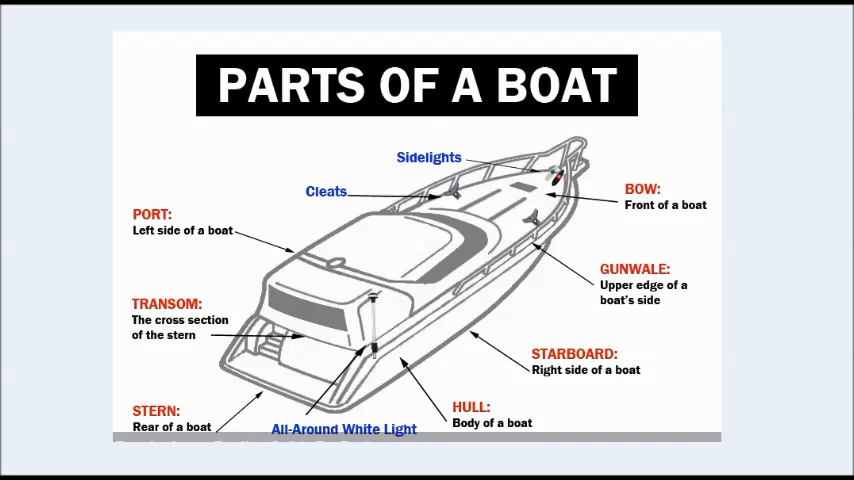 PARTS OF A BOAT
Sidelights
Cleats
BOW:
Front of a boat
PORT:
Left side of a boat
GUNWALE:
Upper edge of a
boat's side
TRANSOM:
The cross section
of the stern
STARBOARD:
Right side of a boat
STERN:
Rear of a boat
All-Around White Light
HULL:
Body of a boat